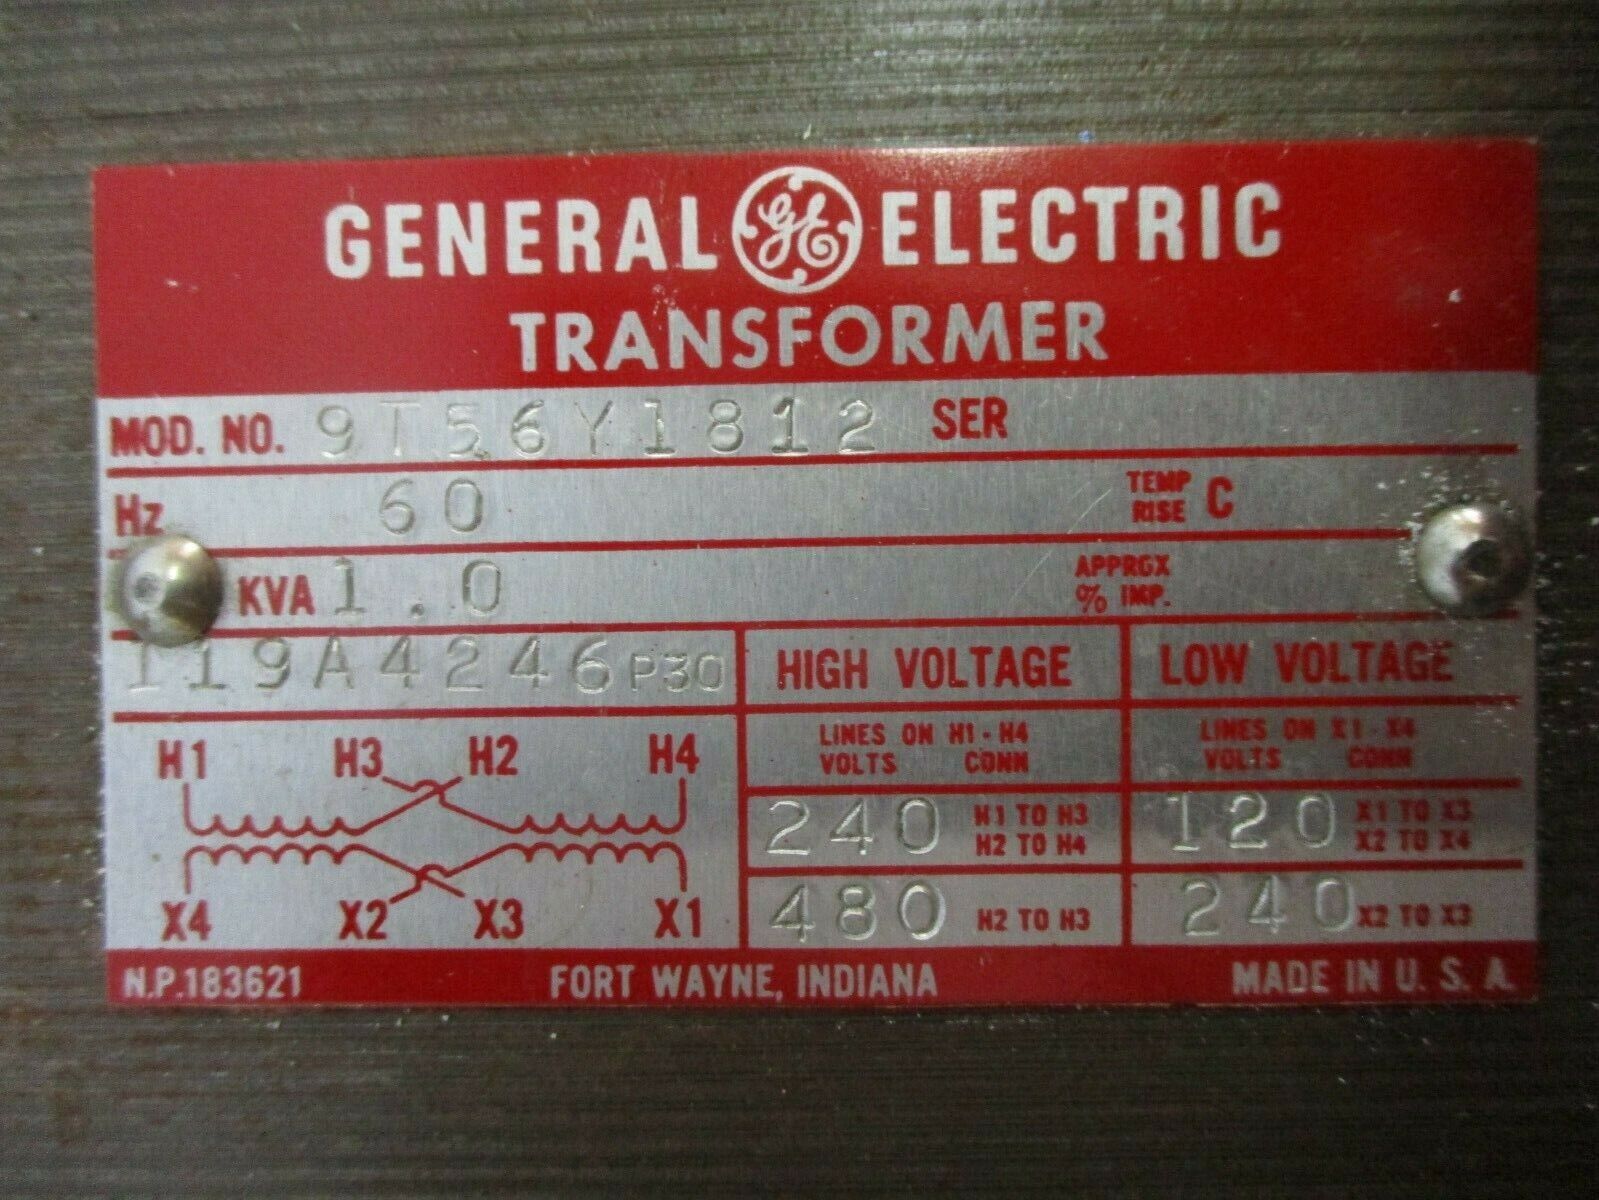 GENERAL GE ELECTRIC
TRANSFORMER
MOD. NO. 9T56Y1812 SER
Hz 60 TEMP RISE C
KVA 1.0 APPROX % IMP.
119A4246P30
HIGH VOLTAGE
LOW VOLTAGE
LINES ON H1 - H4
VOLTS CONN
LINES ON X1 - X4
VOLTS CONN
240 H1 TO H3
H2 TO H4
120 X1 TO X3
X2 TO X4
480 H2 TO H3
240 X2 TO X3
H1 H3 H2 H4
X4 X2 X3 X1
N.P.183621 FORT WAYNE, INDIANA MADE IN U. S. A.